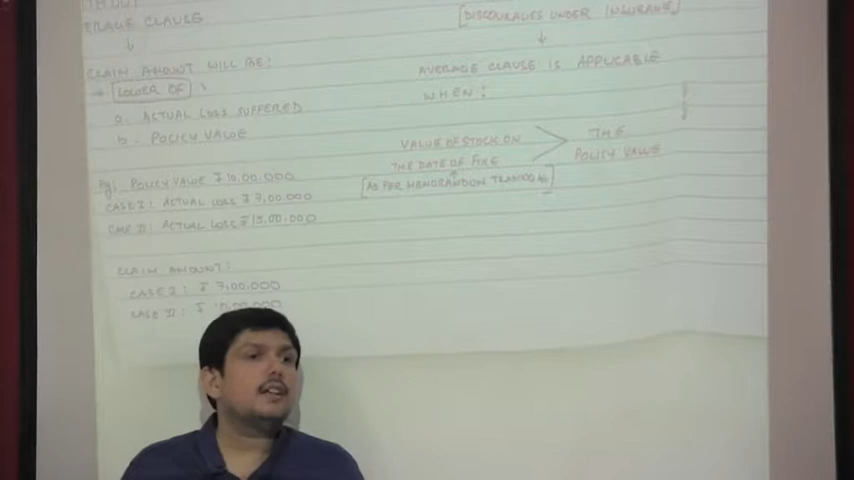 CLAUSE
CLAIM AMOUNT WILL BE:
→ LOWER OF
a. ACTUAL LOSS SUFFERED
b. POLICY VALUE
Eg: POLICY VALUE ₹ 10,00,000
CASE I: ACTUAL LOSS ₹ 7,00,000
CASE II: ACTUAL LOSS ₹ 15,00,000
CLAIM AMOUNT:
CASE I: ₹ 7,00,000
CASE II: ₹
[DISCOURAGES UNDER INSURANCE]
AVERAGE CLAUSE IS APPLICABLE
WHEN:
VALUE OF STOCK ON
THE DATE OF FIRE
[AS PER MEMORANDUM TRADING A/C]
> THE
POLICY VALUE